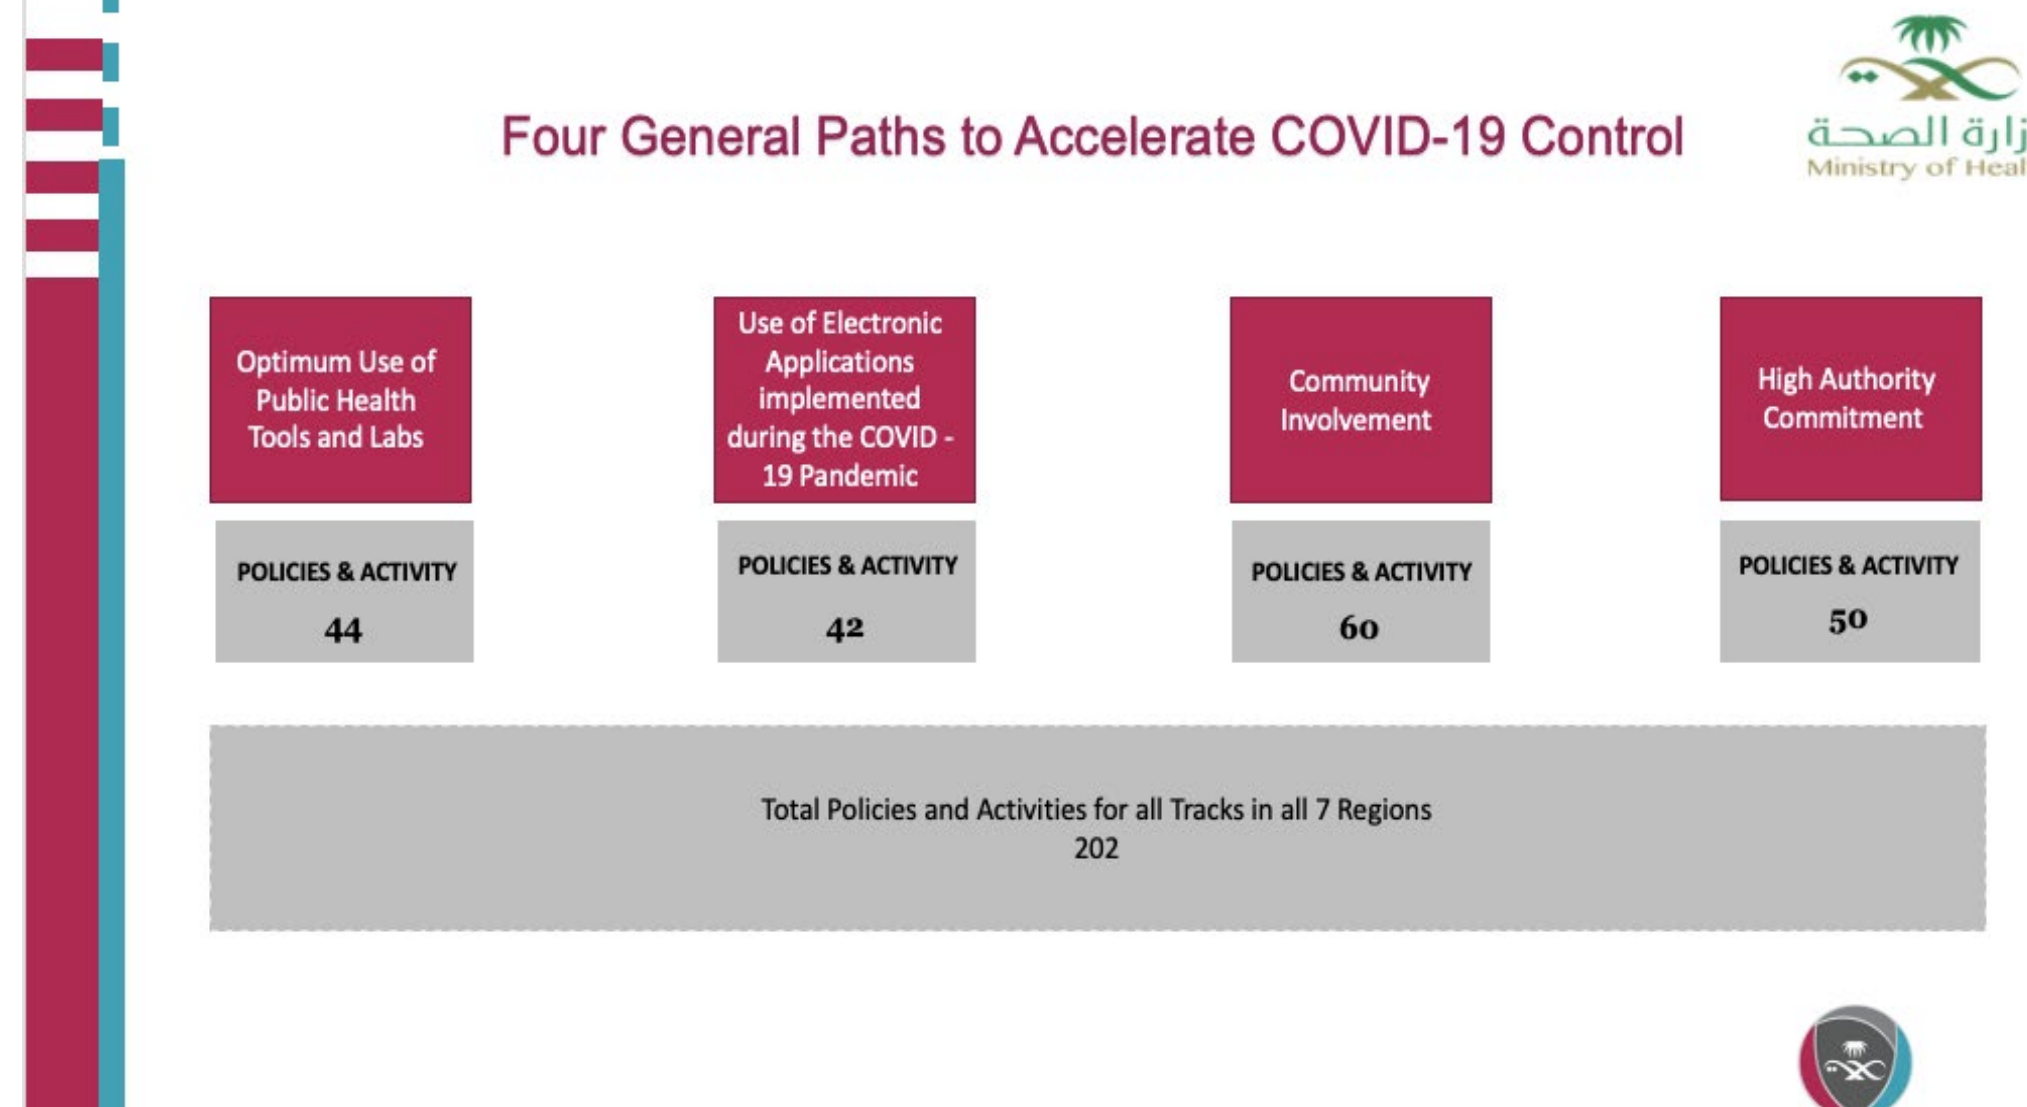 Four General Paths to Accelerate COVID-19 Control
زارة الصحة
Ministry of Heal
Optimum Use of
Public Health
Tools and Labs
POLICIES & ACTIVITY
44
Use of Electronic
Applications
implemented
during the COVID -
19 Pandemic
POLICIES & ACTIVITY
42
Community
Involvement
POLICIES & ACTIVITY
60
High Authority
Commitment
POLICIES & ACTIVITY
50
Total Policies and Activities for all Tracks in all 7 Regions
202